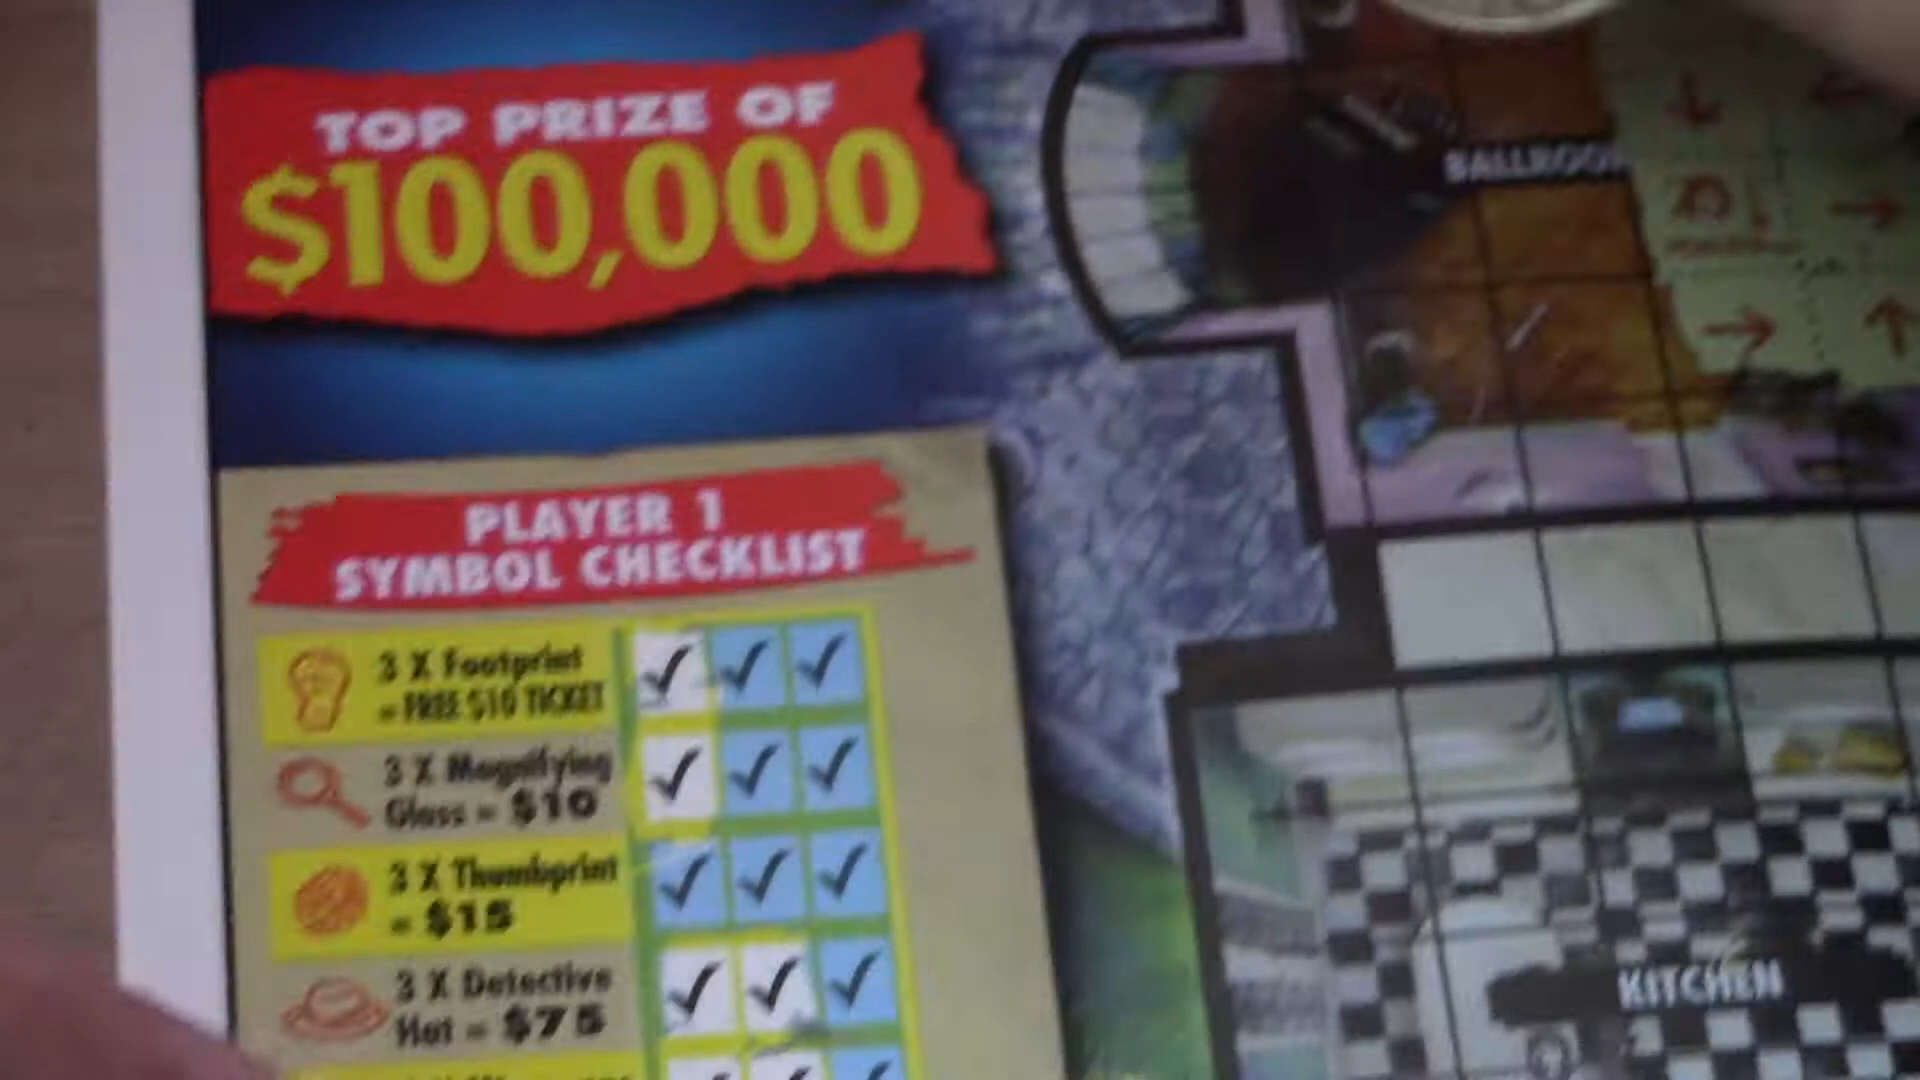 TOP PRIZE OF
$100,000
BALLROOM
PLAYER 1
SYMBOL CHECKLIST
3 X Footprint
= FREE $10 TICKET
3 X Magnifying
Glass = $10
3 X Thumbprint
= $15
3 X Detective
Hat = $75
KITCHEN